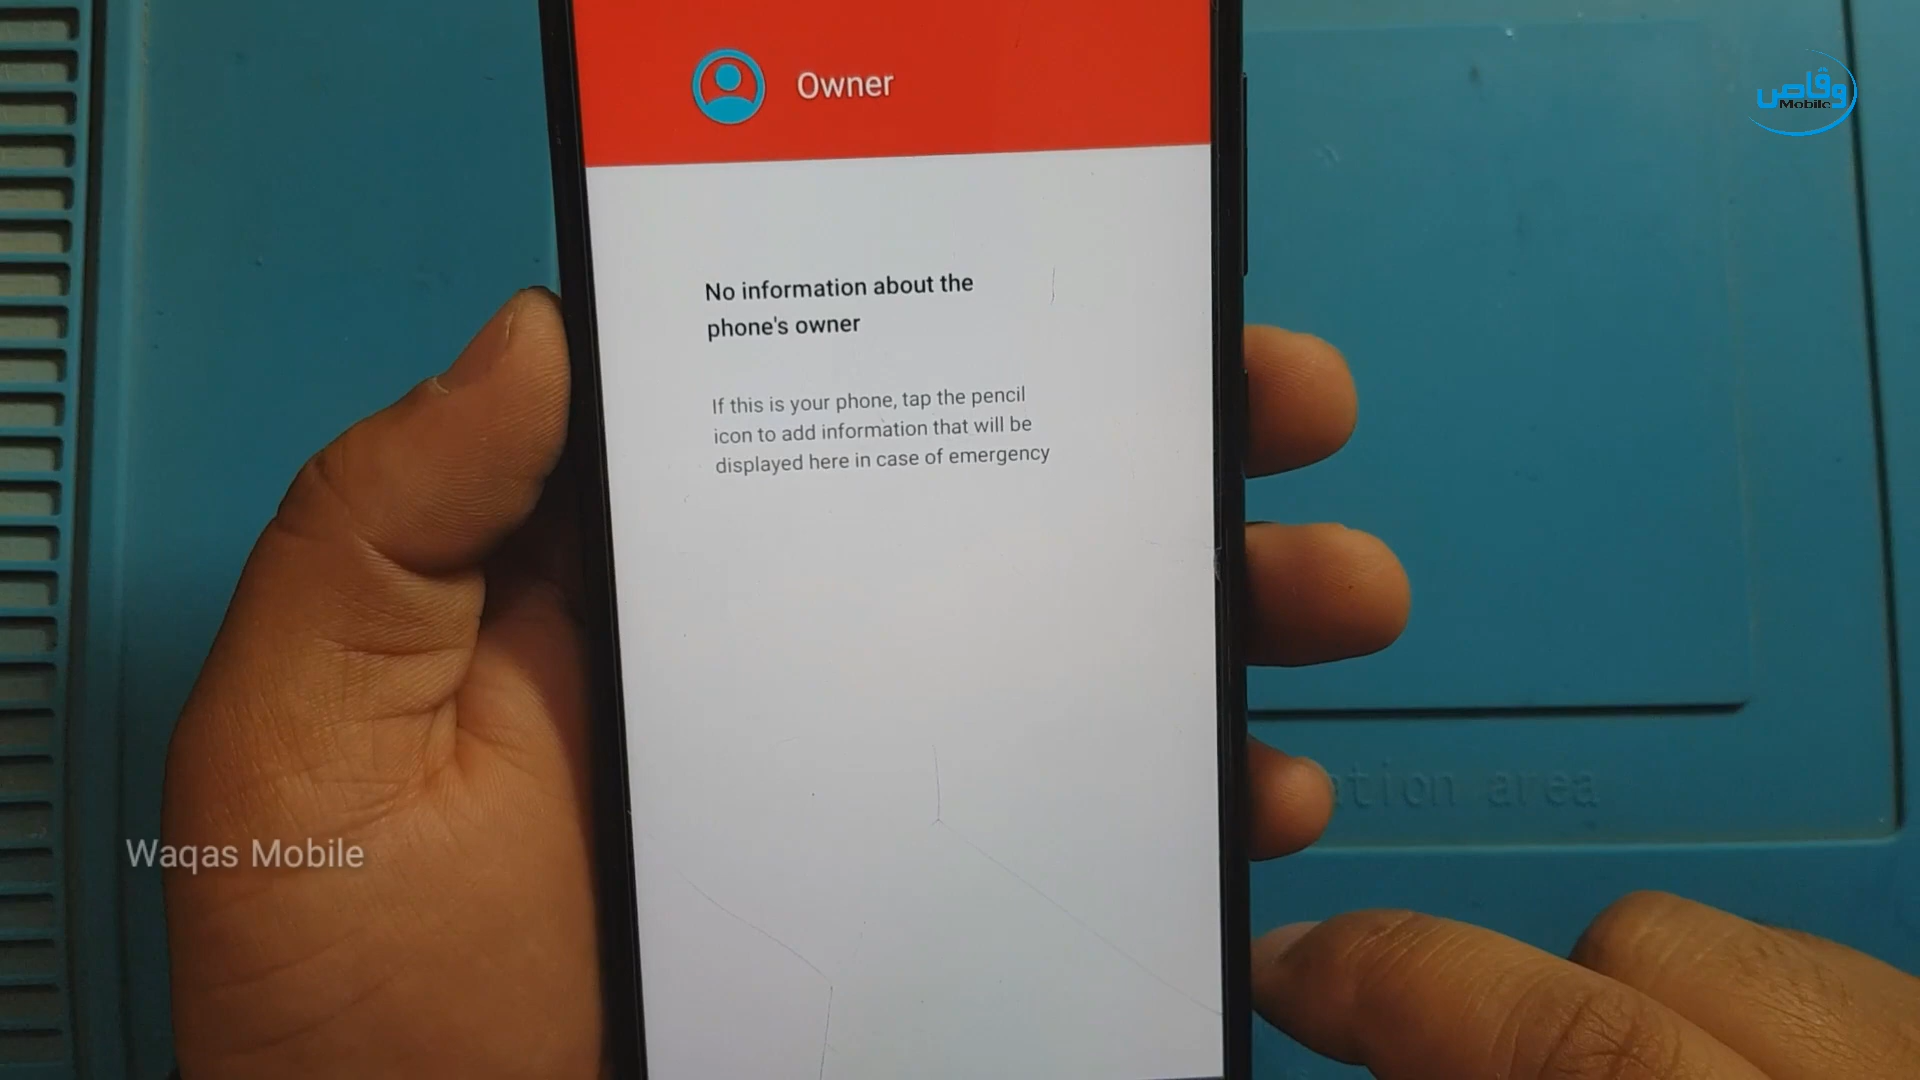 Owner
وقاص
Mobile
No information about the
phone's owner
If this is your phone, tap the pencil
icon to add information that will be
displayed here in case of emergency
area
Waqas Mobile